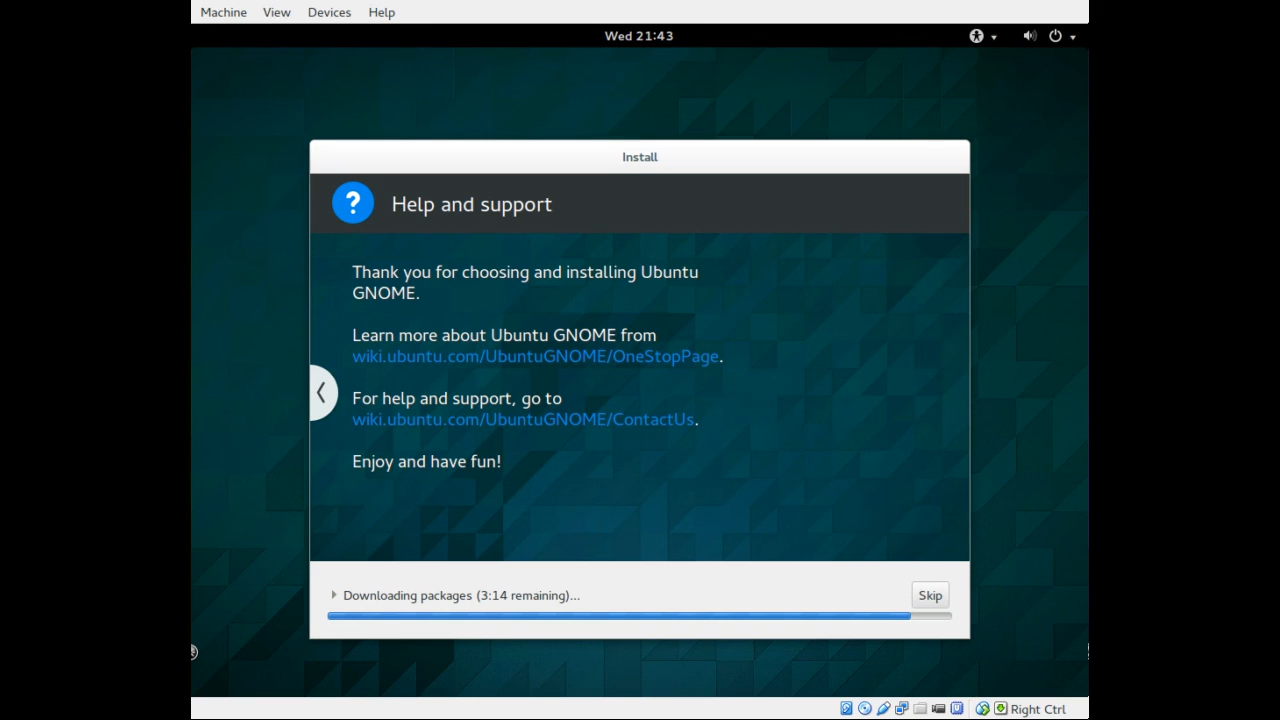 Machine View Devices Help
Wed 21:43
Install
? Help and support
Thank you for choosing and installing Ubuntu
GNOME.
Learn more about Ubuntu GNOME from
wiki.ubuntu.com/UbuntuGNOME/OneStopPage.
For help and support, go to
wiki.ubuntu.com/UbuntuGNOME/ContactUs.
Enjoy and have fun!
Downloading packages (3:14 remaining)...
Skip
Right Ctrl